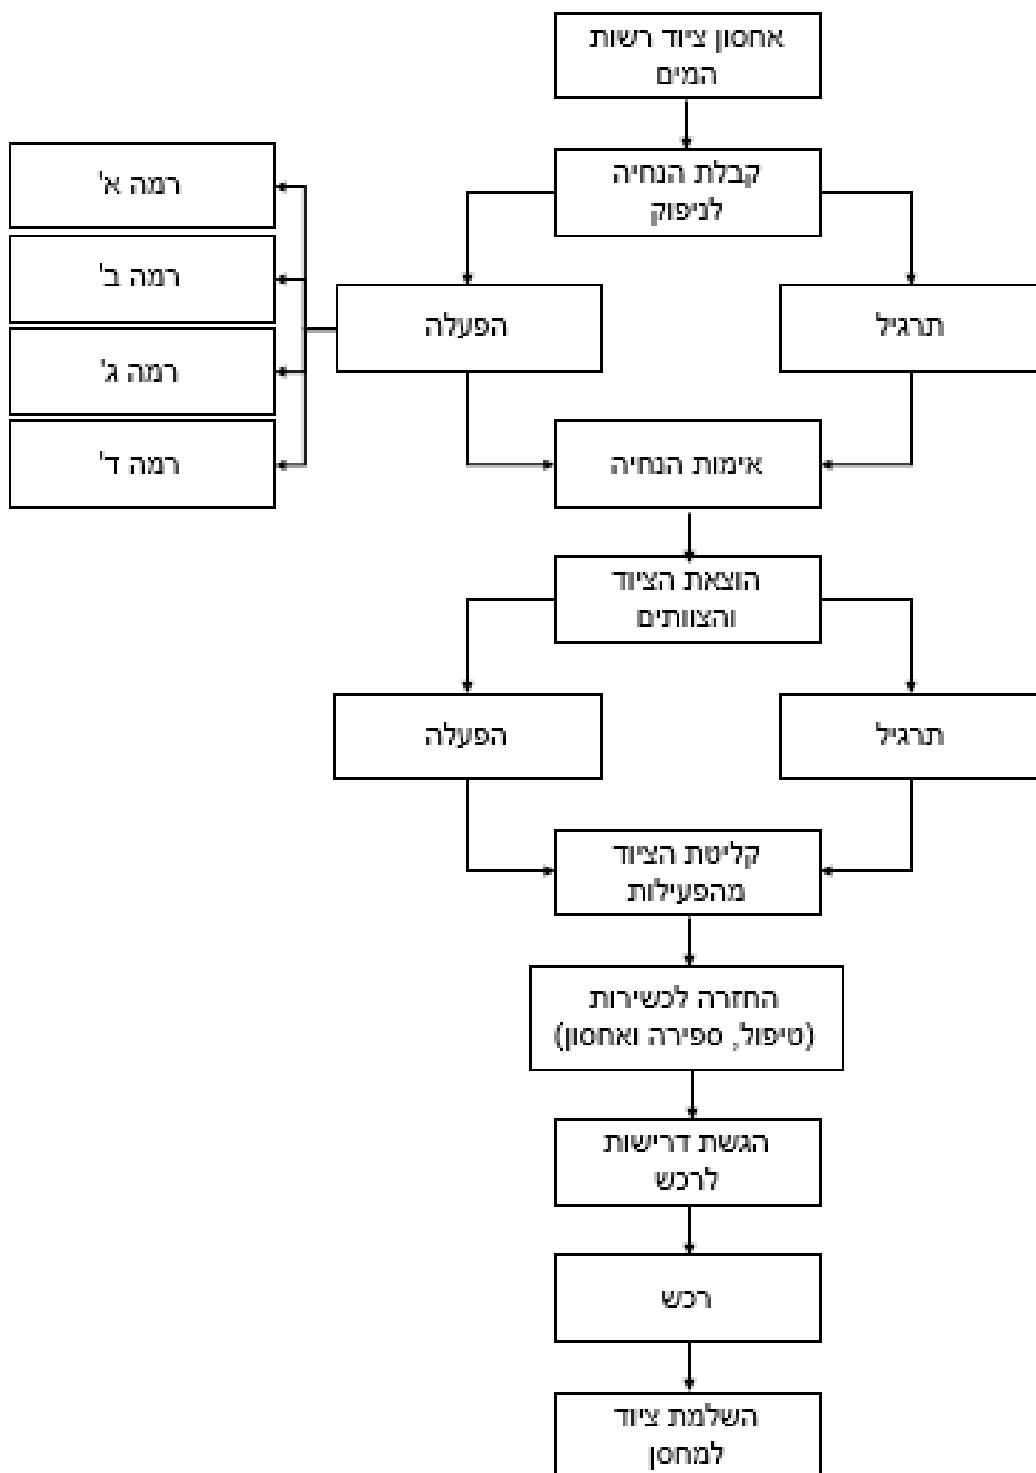 אחסון ציוד רשות
המים
קבלת הנחיה
לניפוק
תרגיל
הפעלה
רמה א'
רמה ב'
רמה ג'
רמה ד'
אימות הנחיה
הוצאת הציוד
והצוותים
תרגיל
הפעלה
קליטת הציוד
מהפעילות
החזרה לכשירות
(טיפול, ספירה ואחסון)
הגשת דרישות
לרכש
רכש
השלמת ציוד
למחסן